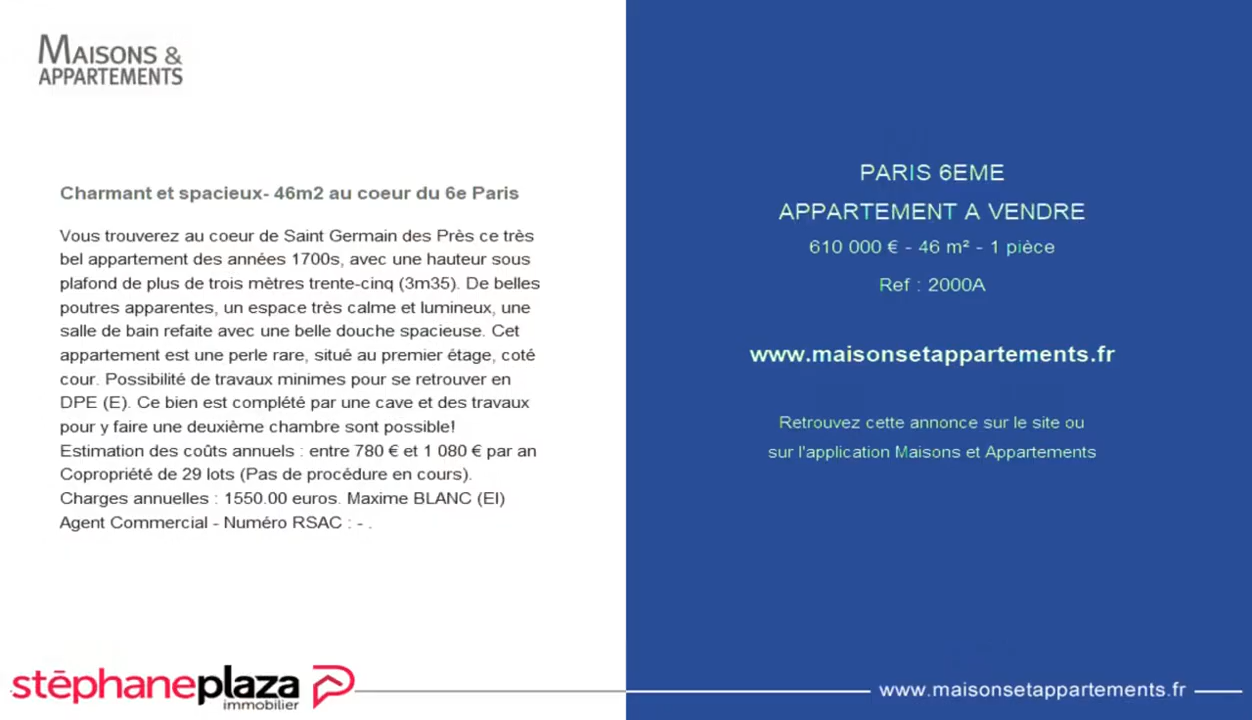 MAISONS &
APPARTEMENTS
Charmant et spacieux- 46m2 au coeur du 6e Paris
Vous trouverez au coeur de Saint Germain des Près ce très
bel appartement des années 1700s, avec une hauteur sous
plafond de plus de trois mètres trente-cinq (3m35). De belles
poutres apparentes, un espace très calme et lumineux, une
salle de bain refaite avec une belle douche spacieuse. Cet
appartement est une perle rare, situé au premier étage, coté
cour. Possibilité de travaux minimes pour se retrouver en
DPE (E). Ce bien est complété par une cave et des travaux
pour y faire une deuxième chambre sont possible!
Estimation des coûts annuels : entre 780 € et 1 080 € par an
Copropriété de 29 lots (Pas de procédure en cours).
Charges annuelles : 1550.00 euros. Maxime BLANC (EI)
Agent Commercial - Numéro RSAC : - .
stéphaneplaza
immobilier
PARIS 6EME
APPARTEMENT A VENDRE
610 000 € - 46 m² - 1 pièce
Ref : 2000A
www.maisonsetappartements.fr
Retrouvez cette annonce sur le site ou
sur l'application Maisons et Appartements
www.maisonsetappartements.fr